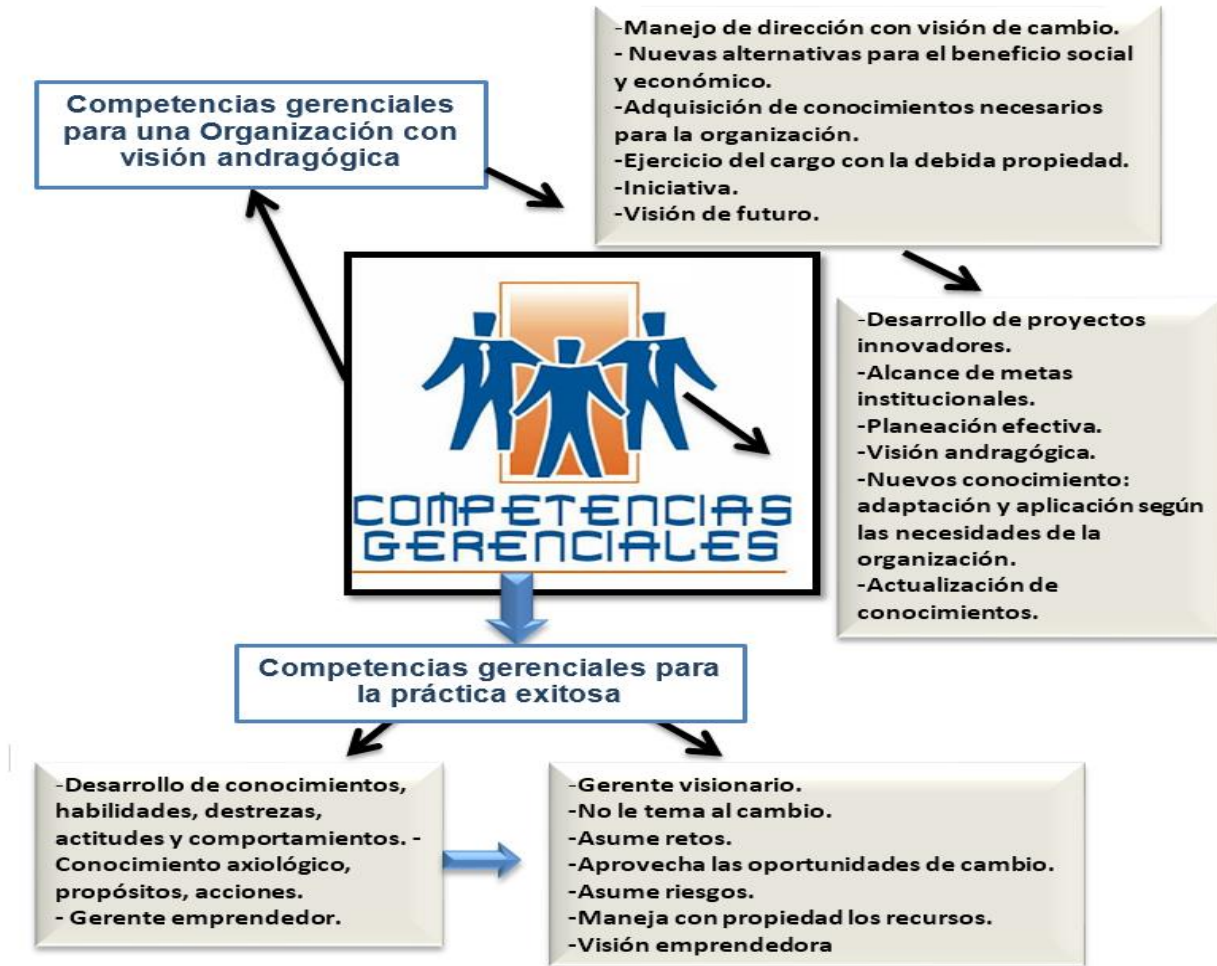 Competencias gerenciales
para una Organización con
visión andragógica
-Manejo de dirección con visión de cambio.
- Nuevas alternativas para el beneficio social
y económico.
-Adquisición de conocimientos necesarios
para la organización.
-Ejercicio del cargo con la debida propiedad.
-Iniciativa.
-Visión de futuro.
COMPETENCIAS
GERENCIALES
-Desarrollo de proyectos
innovadores.
-Alcance de metas
institucionales.
-Planeación efectiva.
-Visión andragógica.
-Nuevos conocimiento:
adaptación y aplicación según
las necesidades de la
organización.
-Actualización de
conocimientos.
Competencias gerenciales para
la práctica exitosa
-Desarrollo de conocimientos,
habilidades, destrezas,
actitudes y comportamientos. -
Conocimiento axiológico,
propósitos, acciones.
- Gerente emprendedor.
-Gerente visionario.
-No le tema al cambio.
-Asume retos.
-Aprovecha las oportunidades de cambio.
-Asume riesgos.
-Maneja con propiedad los recursos.
-Visión emprendedora